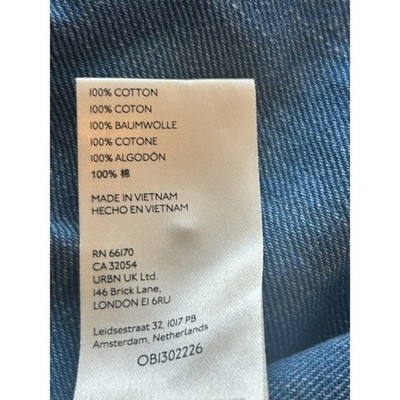 100% COTTON
100% COTON
100% BAUMWOLLE
100% COTONE
100% ALGODÓN
100% 棉
MADE IN VIETNAM
HECHO EN VIETNAM
RN 66170
CA 32054
URBN UK Ltd.
146 Brick Lane,
LONDON E1 6RU
Leidsestraat 32, 1017 PB
Amsterdam, Netherlands
OB1302226